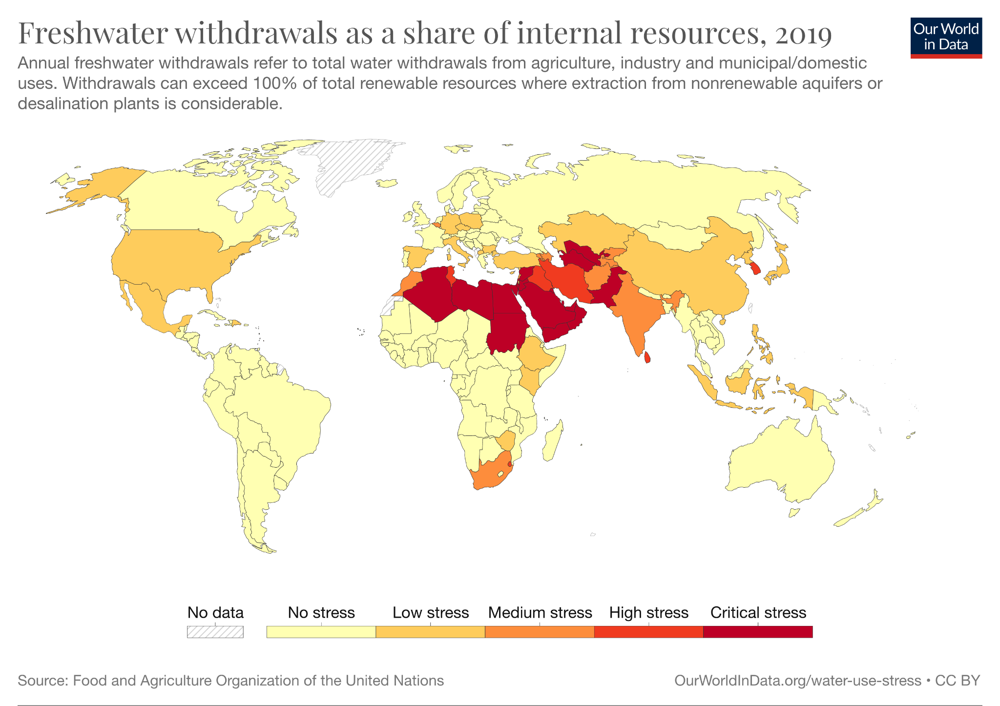 Freshwater withdrawals as a share of internal resources, 2019
Our World
in Data
Annual freshwater withdrawals refer to total water withdrawals from agriculture, industry and municipal/domestic
uses. Withdrawals can exceed 100% of total renewable resources where extraction from nonrenewable aquifers or
desalination plants is considerable.
No data
No stress
Low stress
Medium stress
High stress
Critical stress
Source: Food and Agriculture Organization of the United Nations
OurWorldInData.org/water-use-stress • CC BY